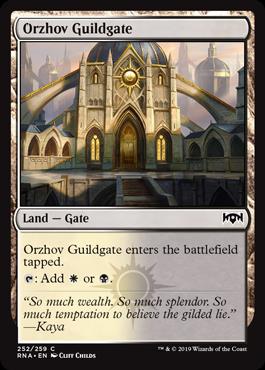 Orzhov Guildgate
Land — Gate
Orzhov Guildgate enters the battlefield
tapped.
: Add or .
“So much wealth. So much splendor. So
much temptation to believe the gilded lie.”
—Kaya
252/259 C
RNA • EN CLIFF CHILDS
™ & © 2019 Wizards of the Coast